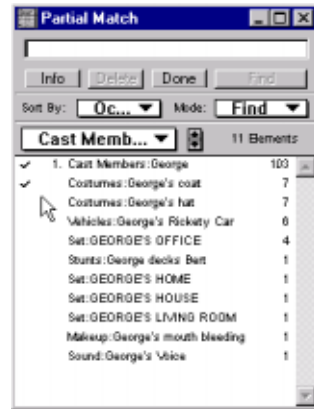 Partial Match
Info Delete Done Find
Sort By: Oc... Mode: Find
Cast Memb... 11 Elements
1. Cast Members:George 103
Costumes:George's coat 7
Costumes:George's hat 7
Vehicles:George's Rickety Car 6
Set:GEORGE'S OFFICE 4
Stunts:George decks Bert 1
Set:GEORGE'S HOME 1
Set:GEORGE'S HOUSE 1
Set:GEORGE'S LIVING ROOM 1
Makeup:George's mouth bleeding 1
Sound:George's Voice 1